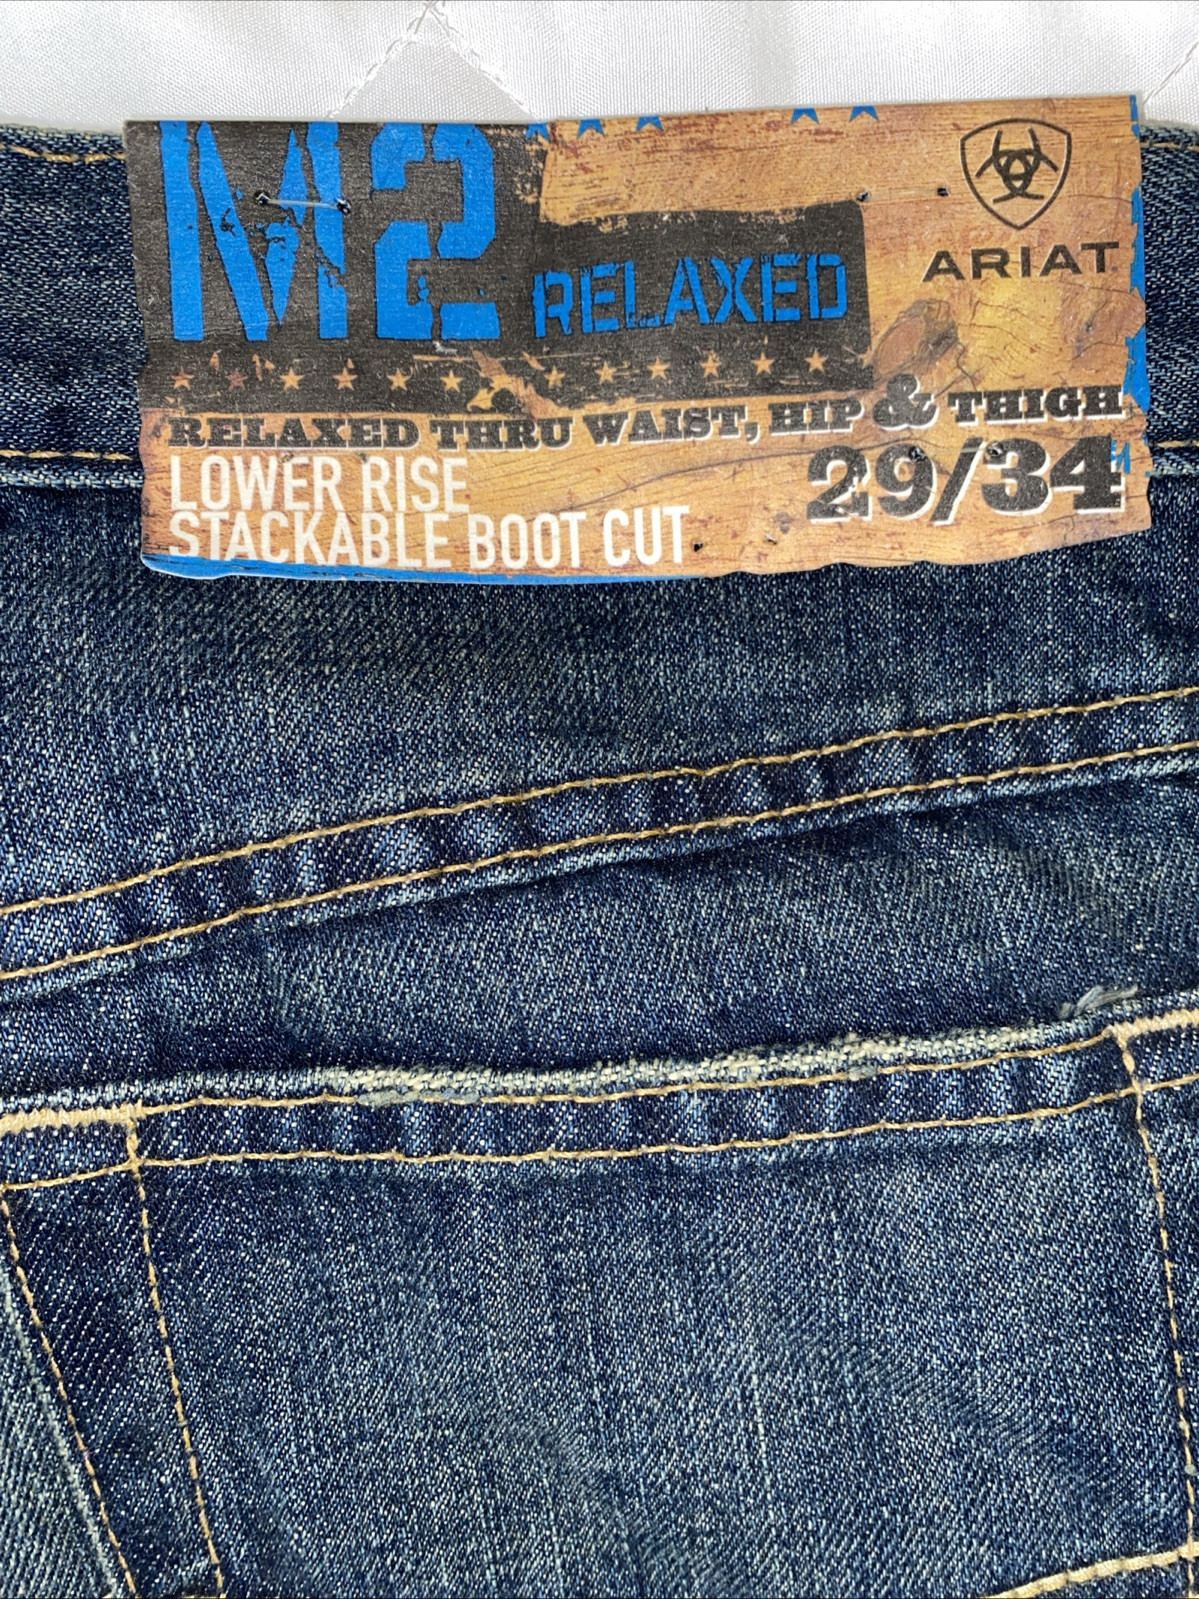 M2 RELAXED
ARIAT
RELAXED THRU WAIST, HIP & THIGH
LOWER RISE
STACKABLE BOOT CUT
29/34